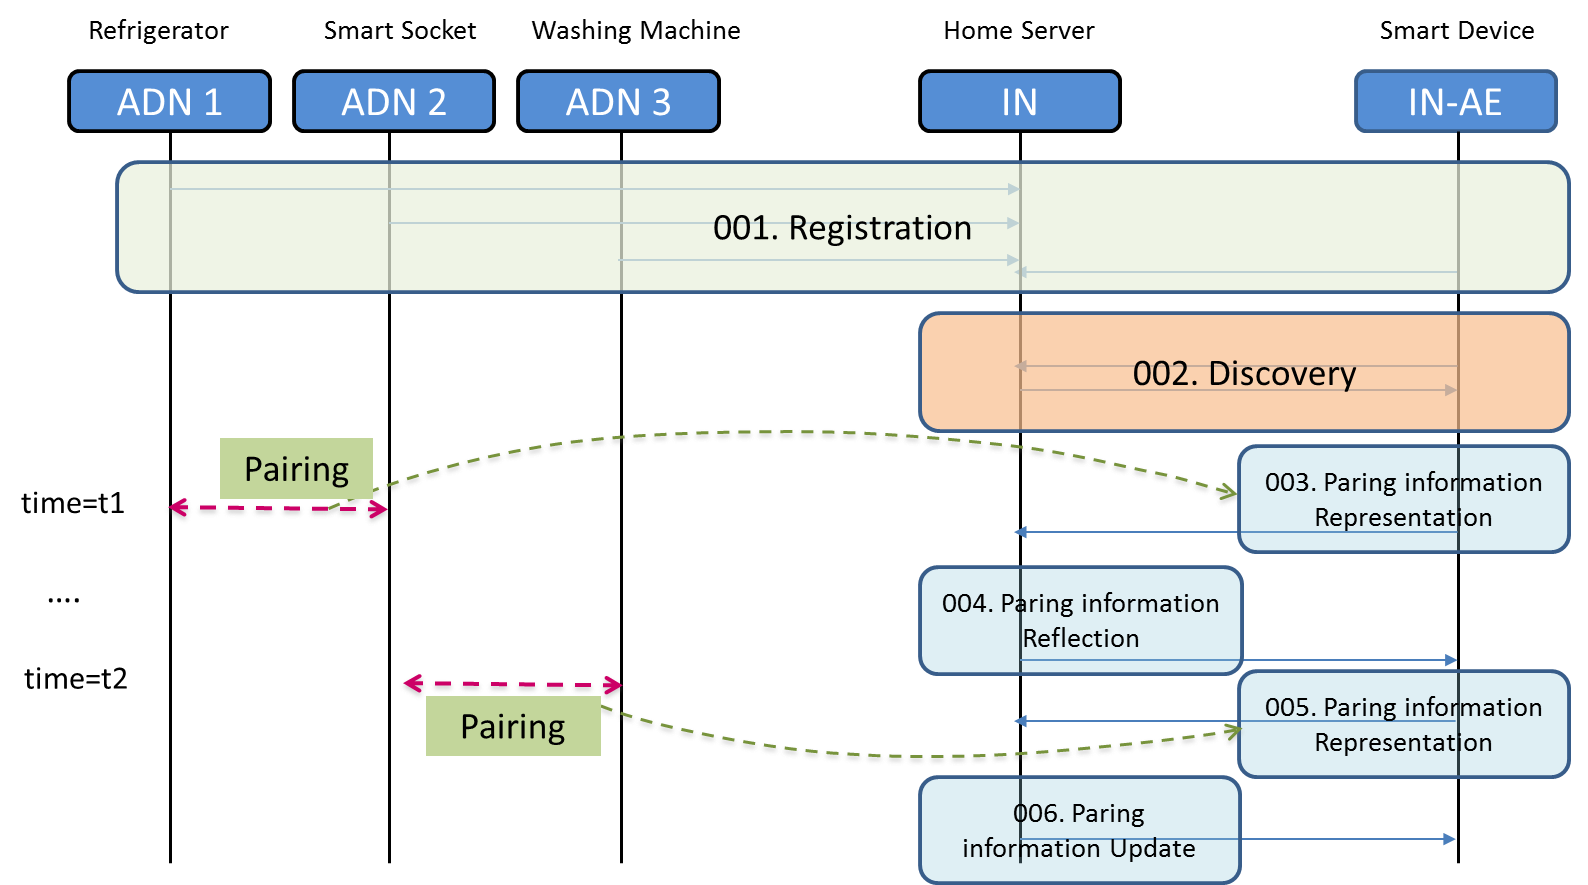 Refrigerator
Smart Socket
Washing Machine
Home Server
Smart Device
ADN 1
ADN 2
ADN 3
IN
IN-AE
001. Registration
002. Discovery
Pairing
time=t1
003. Paring information
Representation
....
004. Paring information
Reflection
time=t2
Pairing
005. Paring information
Representation
006. Paring
information Update